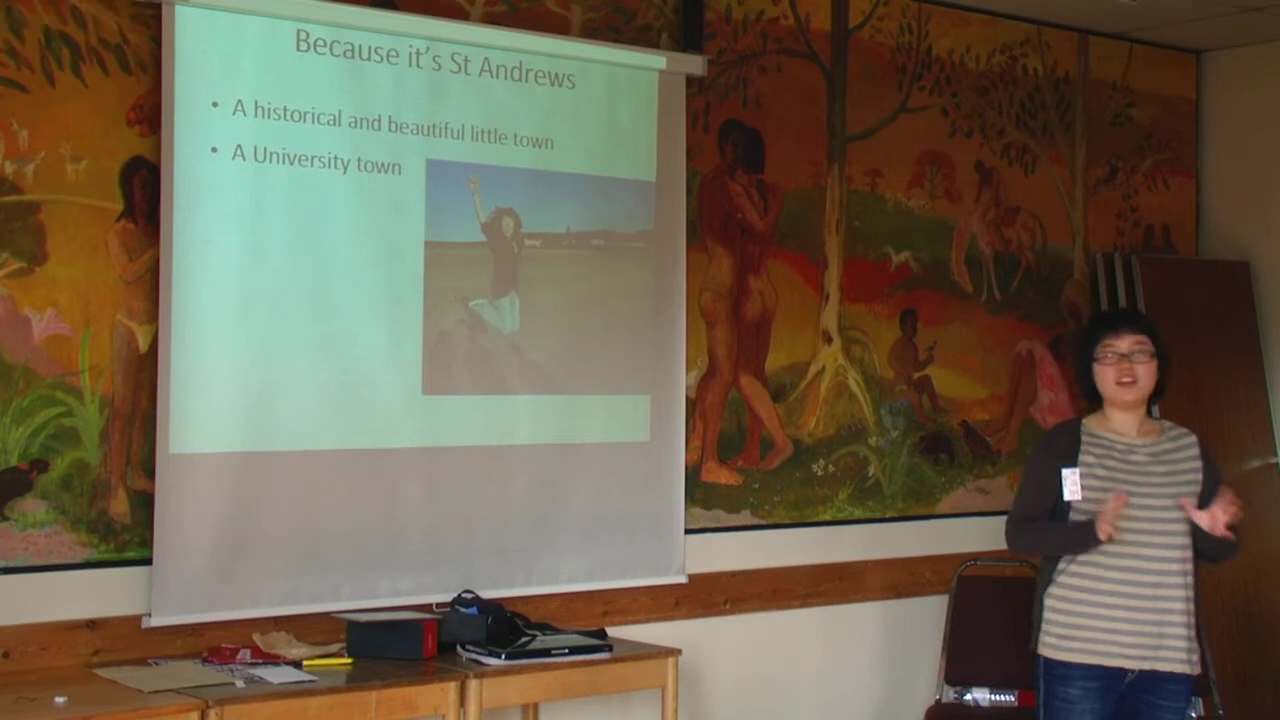 Because it's St Andrews
• A historical and beautiful little town
• A University town